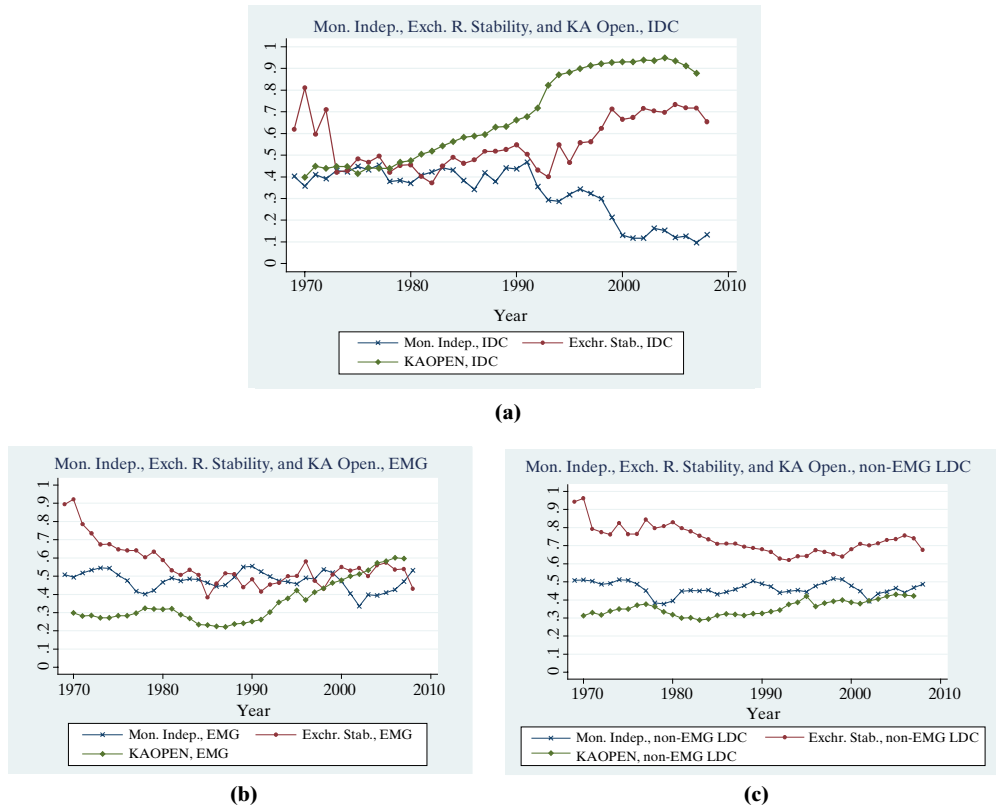 Mon. Indep., Exch. R. Stability, and KA Open., IDC
1
.9
.8
.7
.6
.5
.4
.3
.2
.1
0
1970 1980 1990 2000 2010
Year
Mon. Indep., IDC Exchr. Stab., IDC
KAOPEN, IDC
(a)
Mon. Indep., Exch. R. Stability, and KA Open., EMG
1
.9
.8
.7
.6
.5
.4
.3
.2
.1
0
1970 1980 1990 2000 2010
Year
Mon. Indep., EMG Exchr. Stab., EMG
KAOPEN, EMG
(b)
Mon. Indep., Exch. R. Stability, and KA Open., non-EMG LDC
1
.9
.8
.7
.6
.5
.4
.3
.2
.1
0
1970 1980 1990 2000 2010
Year
Mon. Indep., non-EMG LDC Exchr. Stab., non-EMG LDC
KAOPEN, non-EMG LDC
(c)